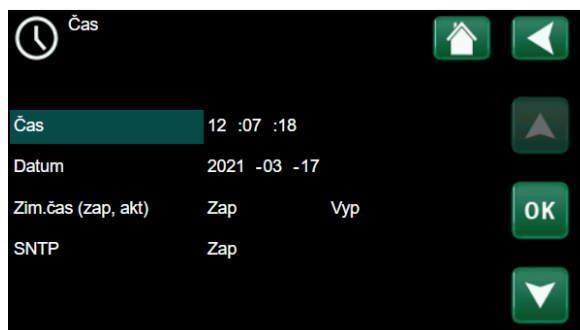 Čas
Čas 12 :07 :18
Datum 2021 -03 -17
Zim.čas (zap, akt) Zap Vyp
OK
SNTP Zap